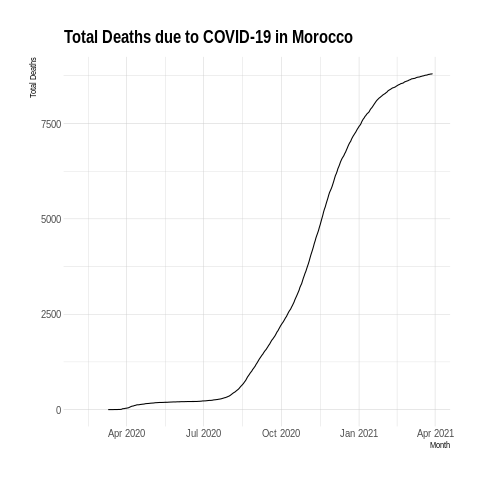 Total Deaths due to COVID-19 in Morocco
Total Deaths
7500
5000
2500
0
Apr 2020 Jul 2020 Oct 2020 Jan 2021 Apr 2021
Month